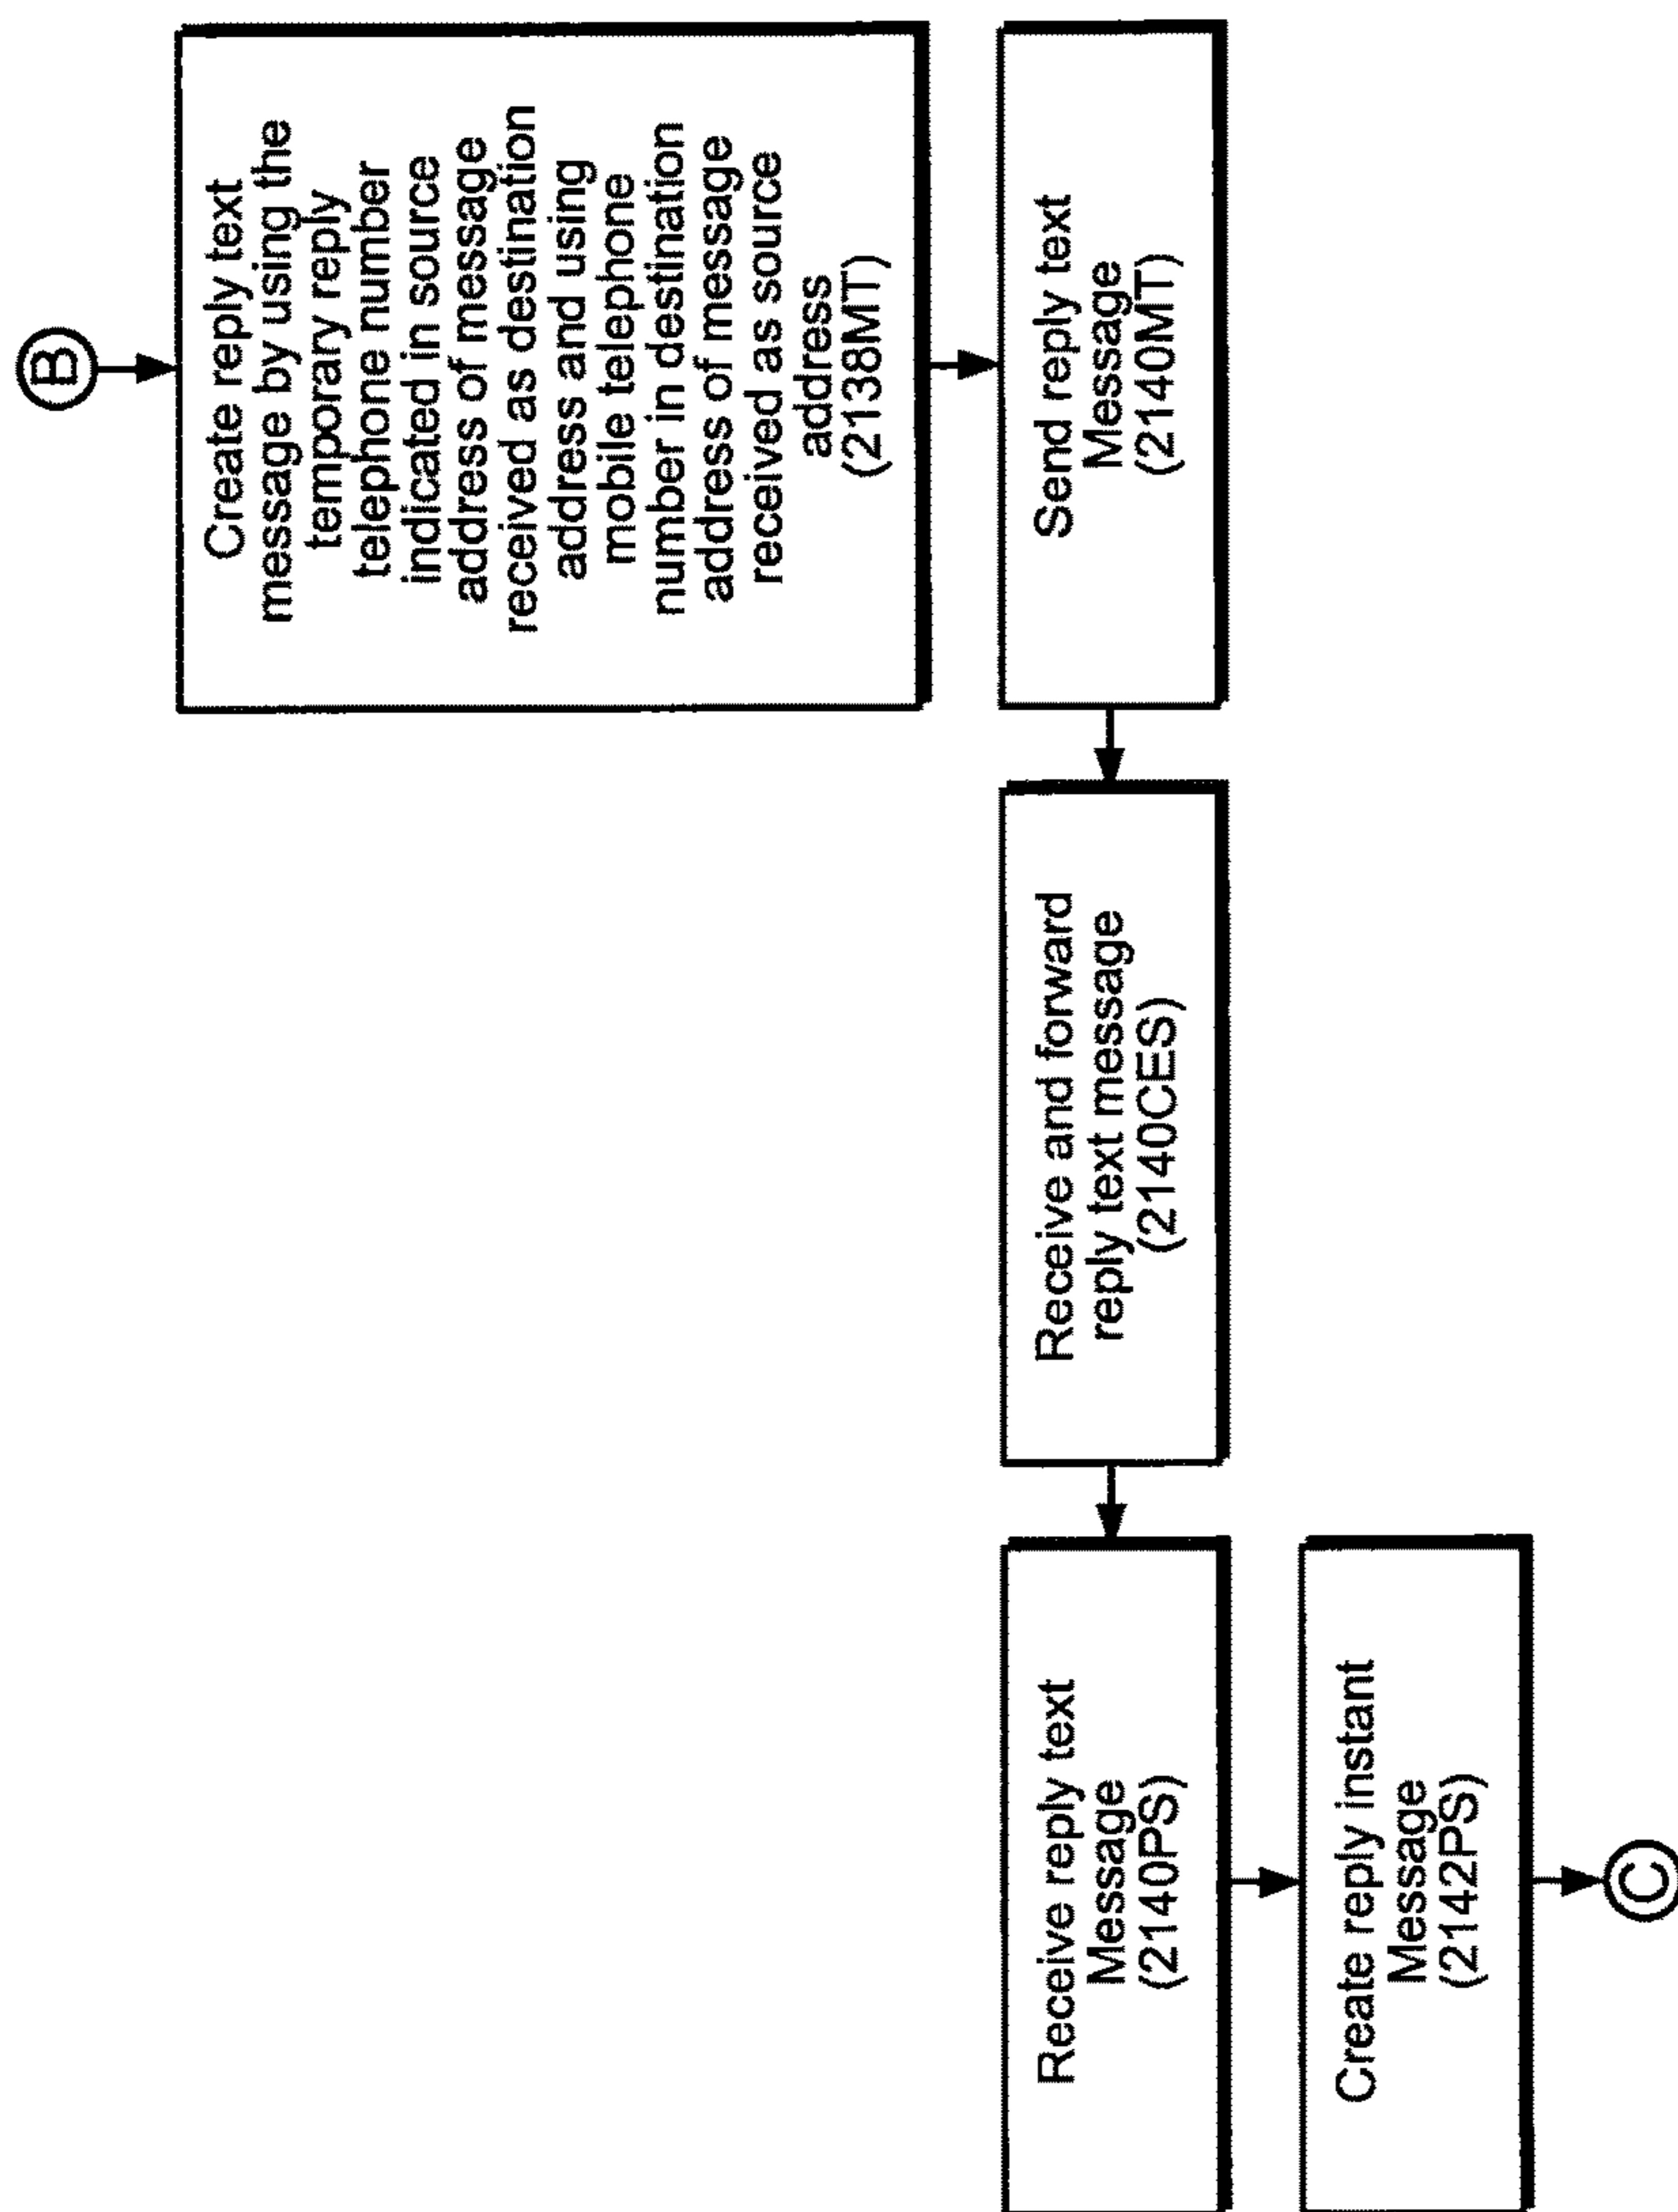 B
Create reply text
message by using the
temporary reply
telephone number
indicated in source
address of message
received as destination
address and using
mobile telephone
number in destination
address of message
received as source
address
(2138MT)
Send reply text
Message
(2140MT)
Receive and forward
reply text message
(2140CES)
Receive reply text
Message
(2140PS)
Create reply instant
Message
(2142PS)
C